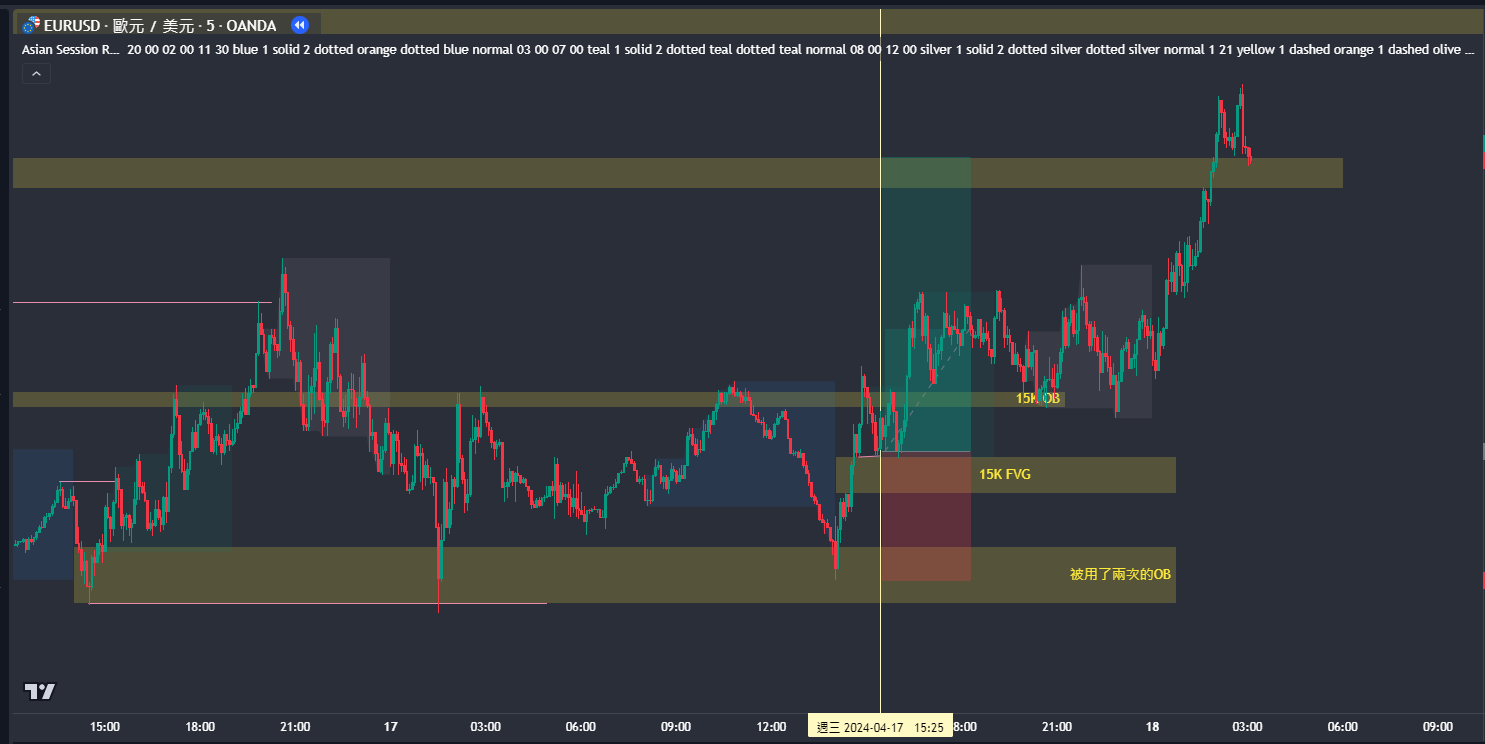 EURUSD · 歐元 / 美元 · 5 · OANDA
Asian Session R... 20 00 02 00 11 30 blue 1 solid 2 dotted orange dotted blue normal 03 00 07 00 teal 1 solid 2 dotted teal dotted teal normal 08 00 12 00 silver 1 solid 2 dotted silver dotted silver normal 1 21 yellow 1 dashed orange 1 dashed olive ...
15K OB
15K FVG
被用了兩次的OB
15:00 18:00 21:00 17 03:00 06:00 09:00 12:00 週三 2024-04-17 15:25 8:00 21:00 18 03:00 06:00 09:00